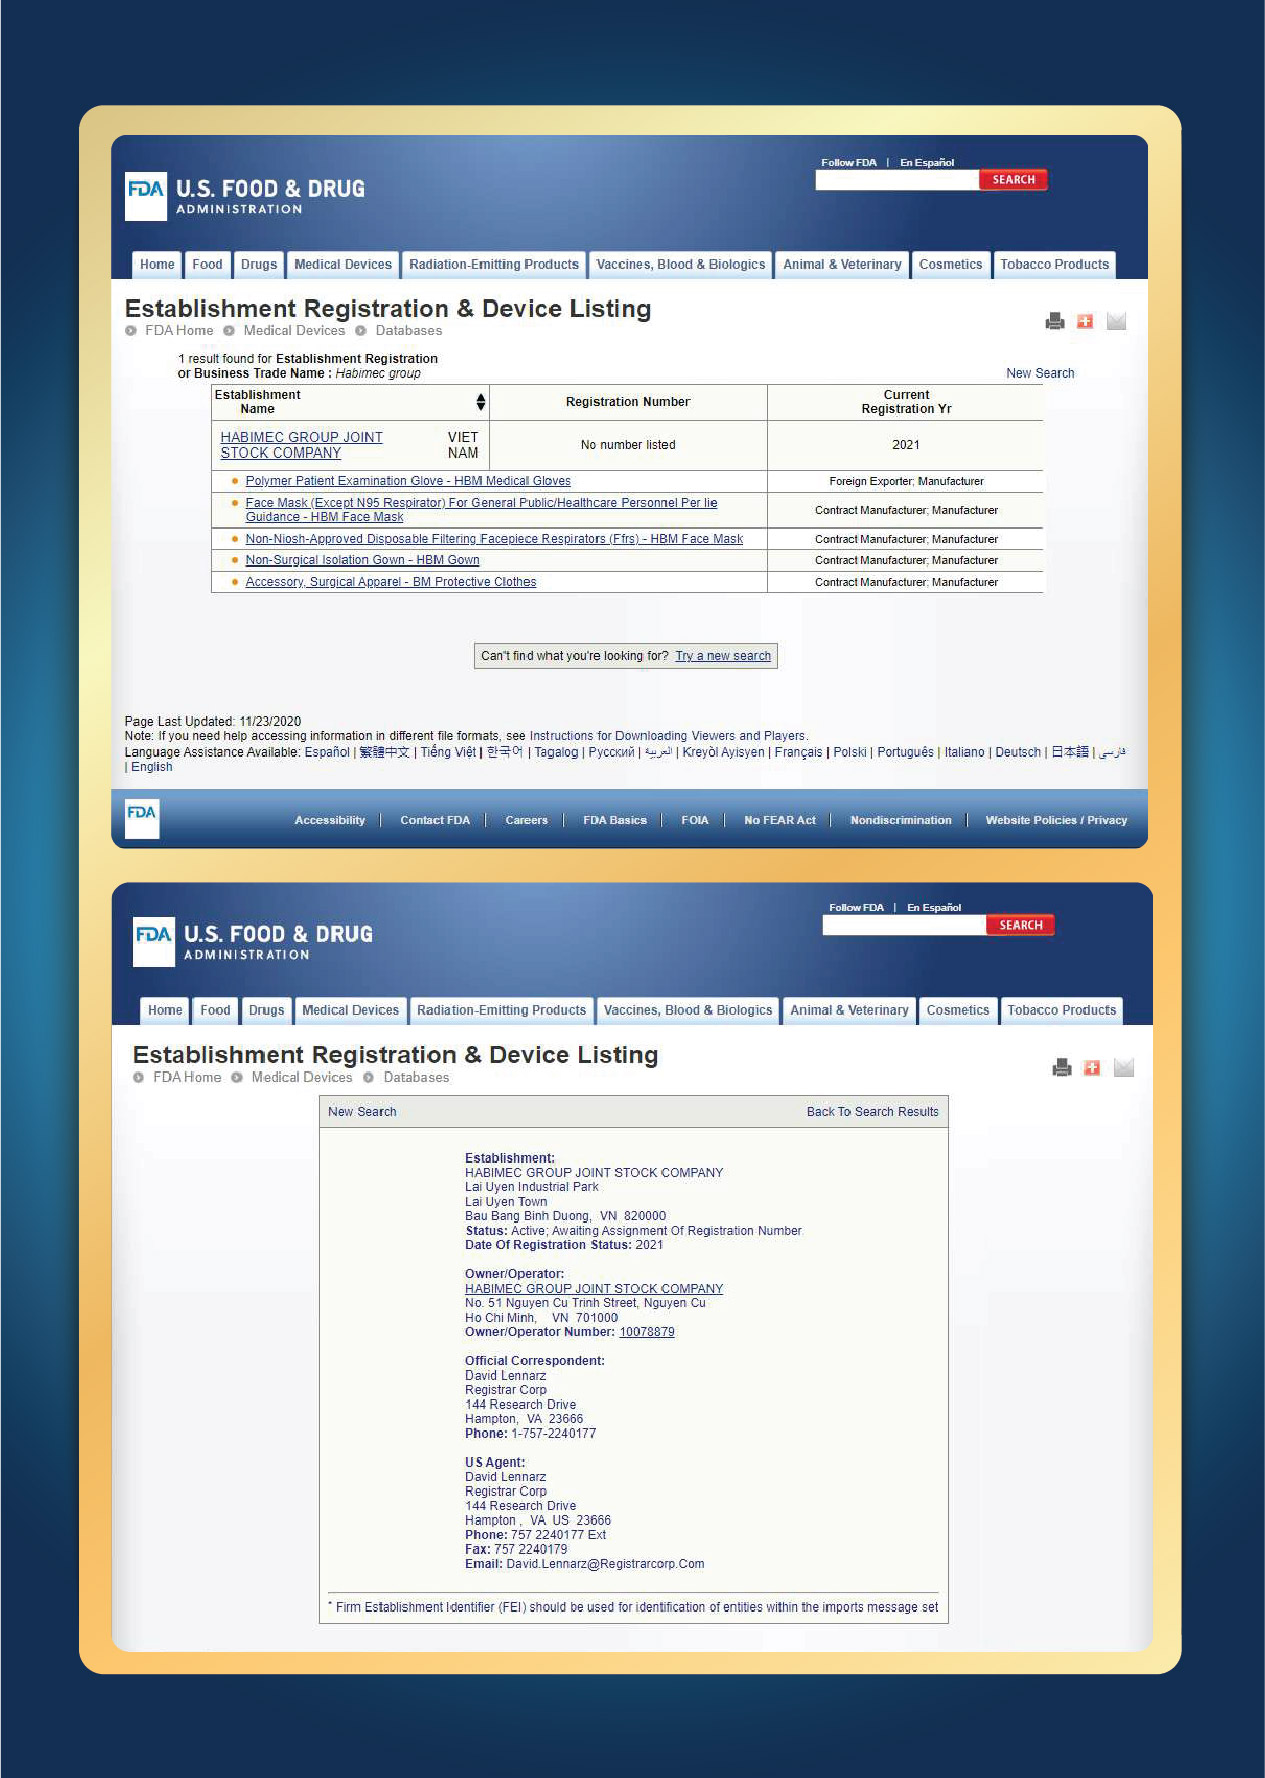 Follow FDA | En Español
FDA U.S. FOOD & DRUG
ADMINISTRATION
SEARCH
Home Food Drugs Medical Devices Radiation-Emitting Products Vaccines, Blood & Biologics Animal & Veterinary Cosmetics Tobacco Products
Establishment Registration & Device Listing
FDA Home Medical Devices Databases
1 result found for Establishment Registration
or Business Trade Name : Habimec group
New Search
Establishment
Name
Registration Number
Current
Registration Yr
HABIMEC GROUP JOINT
STOCK COMPANY
VIET
NAM
No number listed
2021
Polymer Patient Examination Glove - HBM Medical Gloves
Foreign Exporter; Manufacturer
Face Mask (Except N95 Respirator) For General Public/Healthcare Personnel Per Iie
Guidance - HBM Face Mask
Contract Manufacturer; Manufacturer
Non-Niosh-Approved Disposable Filtering Facepiece Respirators (Ffrs) - HBM Face Mask
Contract Manufacturer; Manufacturer
Non-Surgical Isolation Gown - HBM Gown
Contract Manufacturer; Manufacturer
Accessory, Surgical Apparel - BM Protective Clothes
Contract Manufacturer; Manufacturer
Can't find what you're looking for? Try a new search
Page Last Updated: 11/23/2020
Note: If you need help accessing information in different file formats, see Instructions for Downloading Viewers and Players.
Language Assistance Available: Español | 繁體中文 | Tiếng Việt | 한국어 | Tagalog | Русский | العربية | Kreyòl Ayisyen | Français | Polski | Português | Italiano | Deutsch | 日本語 | فارسی
| English
FDA
Accessibility | Contact FDA | Careers | FDA Basics | FOIA | No FEAR Act | Nondiscrimination | Website Policies / Privacy
Follow FDA | En Español
FDA U.S. FOOD & DRUG
ADMINISTRATION
SEARCH
Home Food Drugs Medical Devices Radiation-Emitting Products Vaccines, Blood & Biologics Animal & Veterinary Cosmetics Tobacco Products
Establishment Registration & Device Listing
FDA Home Medical Devices Databases
New Search
Back To Search Results
Establishment:
HABIMEC GROUP JOINT STOCK COMPANY
Lai Uyen Industrial Park
Lai Uyen Town
Bau Bang Binh Duong, VN 820000
Status: Active; Awaiting Assignment Of Registration Number
Date Of Registration Status: 2021
Owner/Operator:
HABIMEC GROUP JOINT STOCK COMPANY
No. 51 Nguyen Cu Trinh Street, Nguyen Cu
Ho Chi Minh, VN 701000
Owner/Operator Number: 10078879
Official Correspondent:
David Lennarz
Registrar Corp
144 Research Drive
Hampton, VA 23666
Phone: 1-757-2240177
US Agent:
David Lennarz
Registrar Corp
144 Research Drive
Hampton , VA US 23666
Phone: 757 2240177 Ext
Fax: 757 2240179
Email: David.Lennarz@Registrarcorp.Com
* Firm Establishment Identifier (FEI) should be used for identification of entities within the imports message set